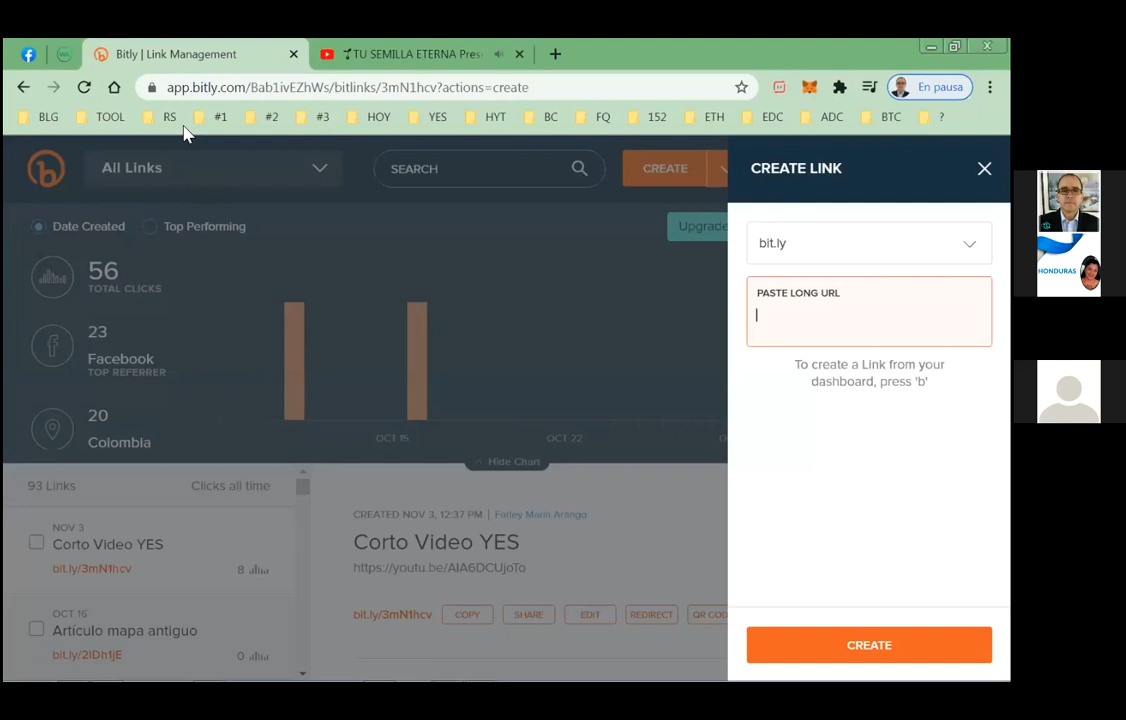 Bitly | Link Management
TU SEMILLA ETERNA Pres
app.bitly.com/Bab1ivEZhWs/bitlinks/3mN1hcv?actions=create
En pausa
BLG TOOL RS #1 #2 #3 HOY YES HYT BC FQ 152 ETH EDC ADC BTC ?
All Links
SEARCH
CREATE
CREATE LINK
Date Created Top Performing
Upgrade
bit.ly
56
TOTAL CLICKS
PASTE LONG URL
23
Facebook
TOP REFERRER
To create a Link from your
dashboard, press 'b'
20
Colombia
OCT 15 OCT 22 O
Hide Chart
93 Links Clicks all time
CREATED NOV 3, 12:37 PM | Farley Marin Arango
NOV 3
Corto Video YES
bit.ly/3mN1hcv 8
Corto Video YES
https://youtu.be/AIA6DCUjoTo
bit.ly/3mN1hcv COPY SHARE EDIT REDIRECT QR COD
OCT 16
Artículo mapa antiguo
bit.ly/2IDh1jE 0
CREATE
HONDURAS